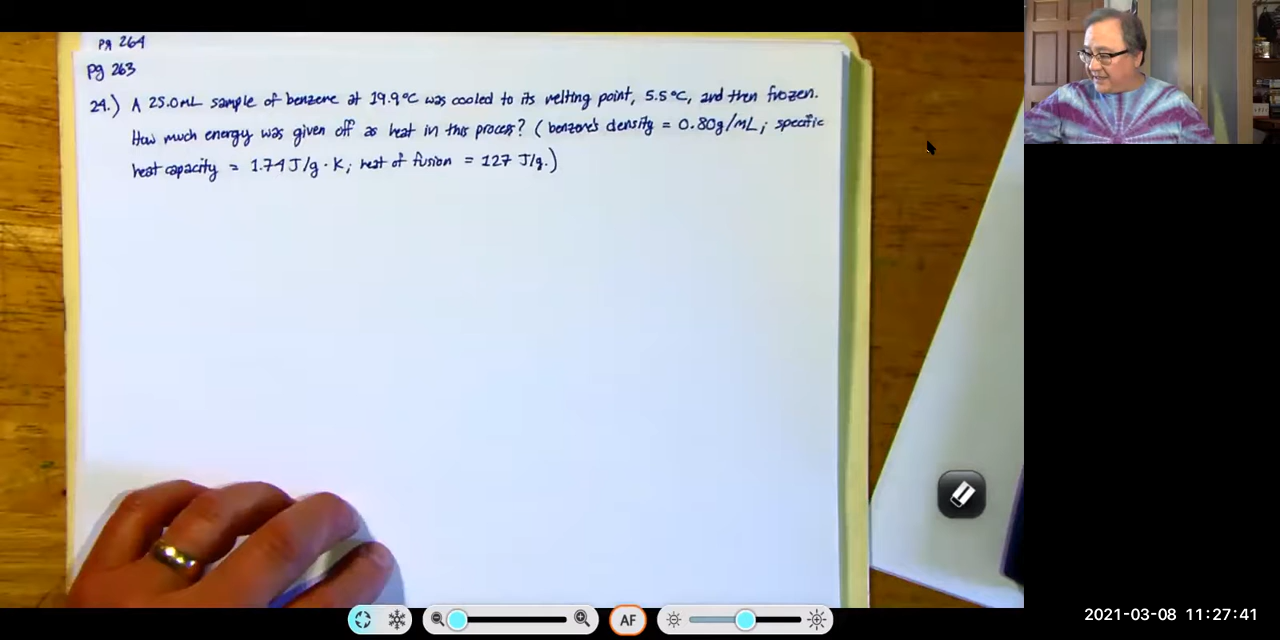 pg 264
pg 263
24.) A 25.0mL sample of benzene at 19.9°C was cooled to its melting point, 5.5°C, and then frozen.
How much energy was given off as heat in this process? (benzene's density = 0.80g/mL; specific
heat capacity = 1.74 J/g·K; heat of fusion = 127 J/g.)
AF
2021-03-08 11:27:41